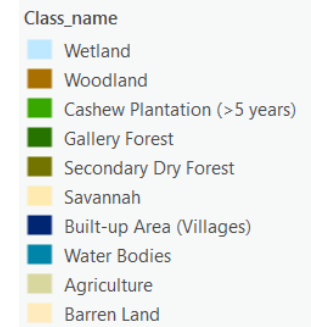 Class_name
Wetland
Woodland
Cashew Plantation (>5 years)
Gallery Forest
Secondary Dry Forest
Savannah
Built-up Area (Villages)
Water Bodies
Agriculture
Barren Land